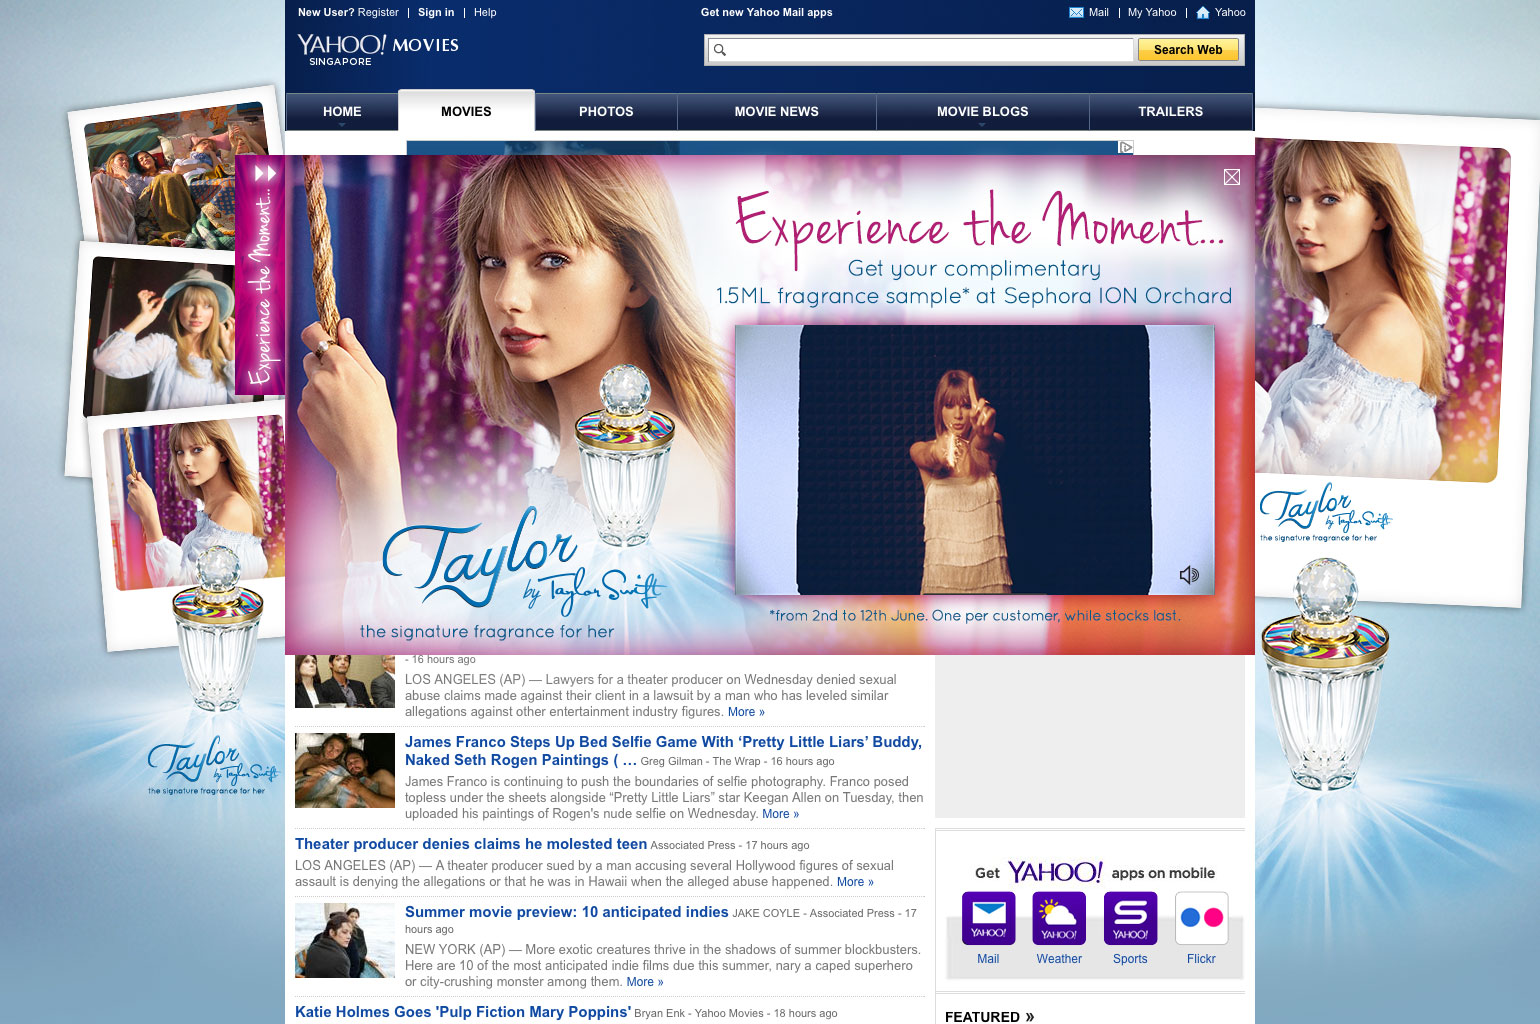 New User? Register | Sign in | Help
Get new Yahoo Mail apps
Mail | My Yahoo | Yahoo
YAHOO! MOVIES
SINGAPORE
Search Web
HOME
MOVIES
PHOTOS
MOVIE NEWS
MOVIE BLOGS
TRAILERS
Experience the Moment...
Experience the Moment...
Get your complimentary
1.5ML fragrance sample* at Sephora ION Orchard
Taylor
by Taylor Swift
the signature fragrance for her
*from 2nd to 12th June. One per customer, while stocks last.
Taylor
by Taylor Swift
the signature fragrance for her
Taylor
by Taylor Swift
the signature fragrance for her
- 16 hours ago
LOS ANGELES (AP) — Lawyers for a theater producer on Wednesday denied sexual
abuse claims made against their client in a lawsuit by a man who has leveled similar
allegations against other entertainment industry figures. More »
James Franco Steps Up Bed Selfie Game With ‘Pretty Little Liars’ Buddy,
Naked Seth Rogen Paintings ( … Greg Gilman - The Wrap - 16 hours ago
James Franco is continuing to push the boundaries of selfie photography. Franco posed
topless under the sheets alongside “Pretty Little Liars” star Keegan Allen on Tuesday, then
uploaded his paintings of Rogen's nude selfie on Wednesday. More »
Theater producer denies claims he molested teen Associated Press - 17 hours ago
LOS ANGELES (AP) — A theater producer sued by a man accusing several Hollywood figures of sexual
assault is denying the allegations or that he was in Hawaii when the alleged abuse happened. More »
Summer movie preview: 10 anticipated indies JAKE COYLE - Associated Press - 17
hours ago
NEW YORK (AP) — More exotic creatures thrive in the shadows of summer blockbusters.
Here are 10 of the most anticipated indie films due this summer, nary a caped superhero
or city-crushing monster among them. More »
Katie Holmes Goes 'Pulp Fiction Mary Poppins' Bryan Enk - Yahoo Movies - 18 hours ago
Get YAHOO! apps on mobile
YAHOO!
YAHOO!
YAHOO!
Mail
Weather
Sports
Flickr
FEATURED »